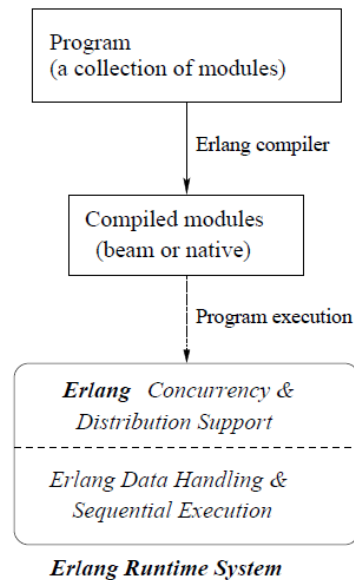 Program
(a collection of modules)
Erlang compiler
Compiled modules
(beam or native)
Program execution
Erlang Concurrency &
Distribution Support
Erlang Data Handling &
Sequential Execution
Erlang Runtime System